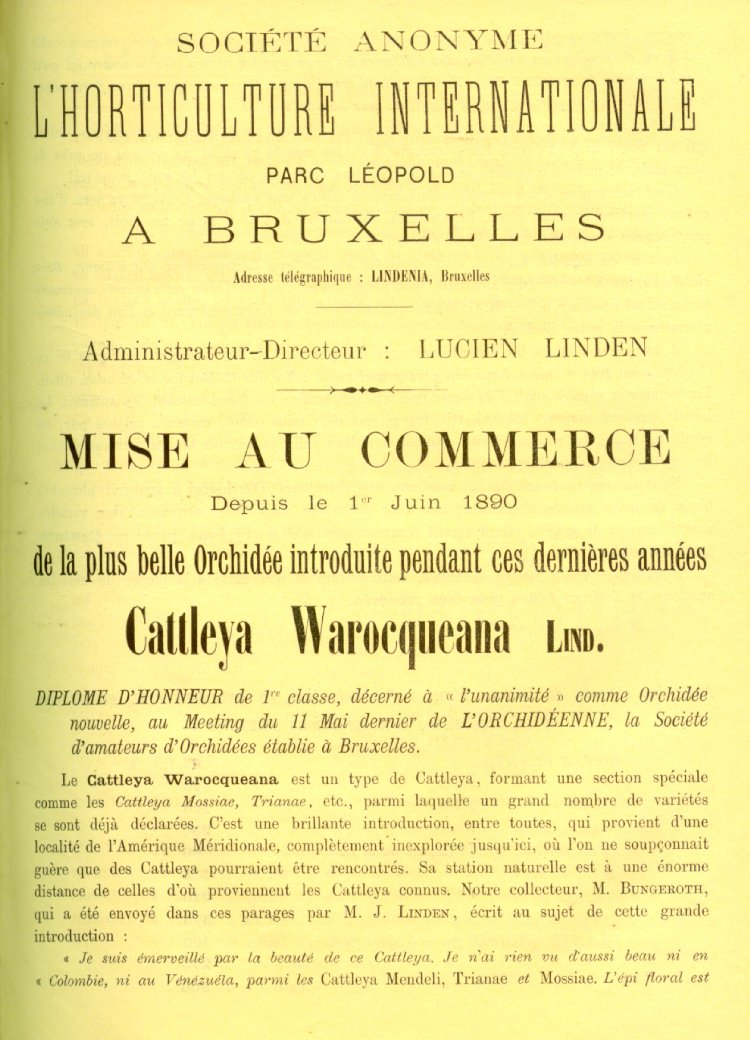 SOCIÉTÉ ANONYME
L'HORTICULTURE INTERNATIONALE
PARC LÉOPOLD
A BRUXELLES
Adresse télégraphique : LINDENIA, Bruxelles
Administrateur-Directeur : LUCIEN LINDEN
MISE AU COMMERCE
Depuis le 1er Juin 1890
de la plus belle Orchidée introduite pendant ces dernières années
Cattleya Warocqueana LIND.
DIPLOME D'HONNEUR de 1re classe, décerné à « l'unanimité » comme Orchidée
nouvelle, au Meeting du 11 Mai dernier de L'ORCHIDÉENNE, la Société
d'amateurs d'Orchidées établie à Bruxelles.
Le Cattleya Warocqueana est un type de Cattleya, formant une section spéciale
comme les Cattleya Mossiae, Trianae, etc., parmi laquelle un grand nombre de variétés
se sont déjà déclarées. C'est une brillante introduction, entre toutes, qui provient d'une
localité de l'Amérique Méridionale, complètement inexplorée jusqu'ici, où l'on ne soupçonnait
guère que des Cattleya pourraient être rencontrés. Sa station naturelle est à une énorme
distance de celles d'où proviennent les Cattleya connus. Notre collecteur, M. BUNGEROTH,
qui a été envoyé dans ces parages par M. J. LINDEN, écrit au sujet de cette grande
introduction :
« Je suis émerveillé par la beauté de ce Cattleya. Je n'ai rien vu d'aussi beau ni en
« Colombie, ni au Vénézuéla, parmi les Cattleya Mendeli, Trianae et Mossiae. L'épi floral est